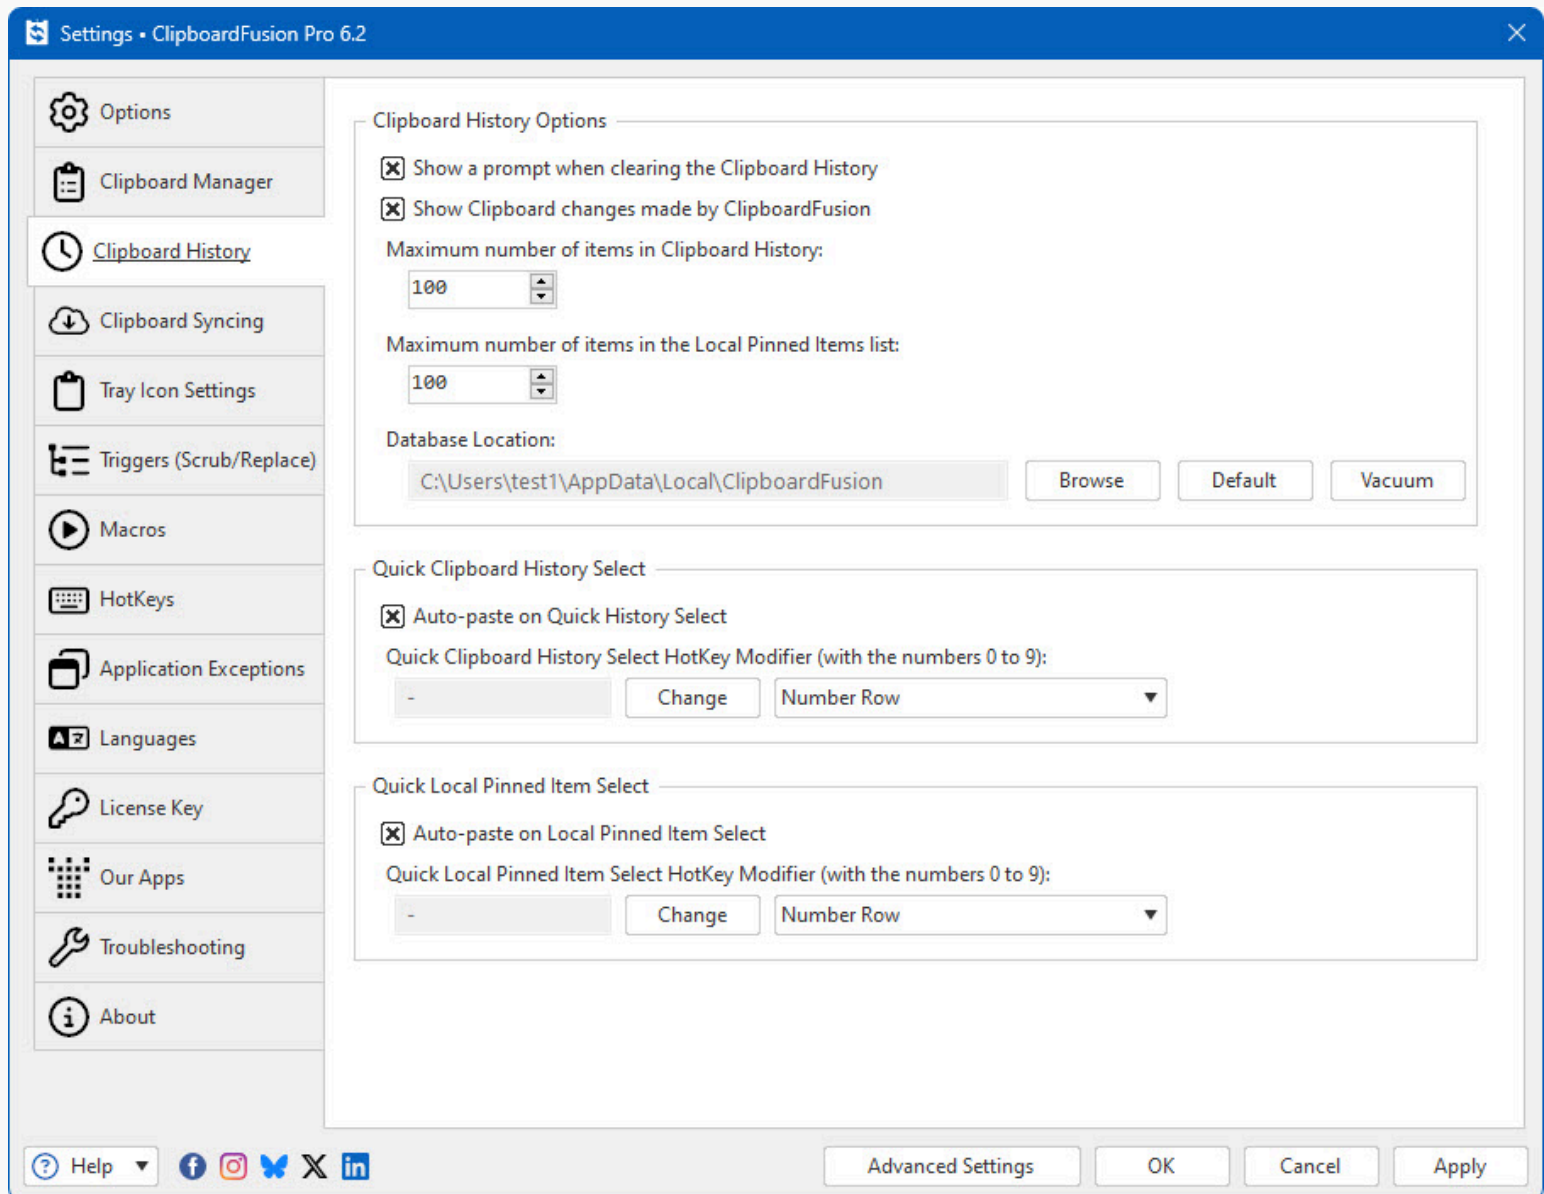 Settings • ClipboardFusion Pro 6.2
Options
Clipboard Manager
Clipboard History
Clipboard Syncing
Tray Icon Settings
Triggers (Scrub/Replace)
Macros
HotKeys
Application Exceptions
Languages
License Key
Our Apps
Troubleshooting
About
Clipboard History Options
Show a prompt when clearing the Clipboard History
Show Clipboard changes made by ClipboardFusion
Maximum number of items in Clipboard History:
100
Maximum number of items in the Local Pinned Items list:
100
Database Location:
C:\Users\test1\AppData\Local\ClipboardFusion Browse Default Vacuum
Quick Clipboard History Select
Auto-paste on Quick History Select
Quick Clipboard History Select HotKey Modifier (with the numbers 0 to 9):
- Change Number Row
Quick Local Pinned Item Select
Auto-paste on Local Pinned Item Select
Quick Local Pinned Item Select HotKey Modifier (with the numbers 0 to 9):
- Change Number Row
Help Advanced Settings OK Cancel Apply